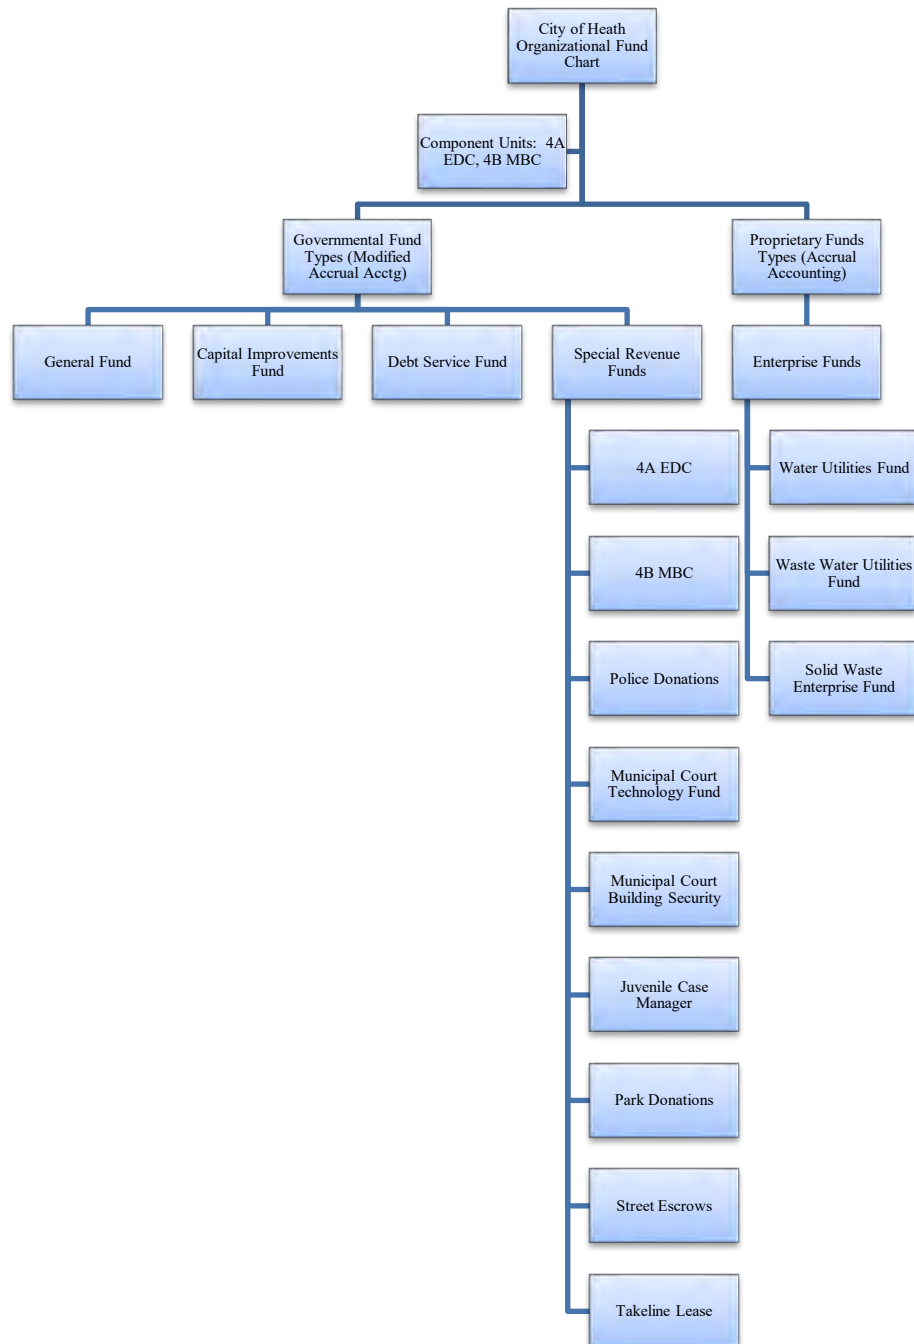 City of Heath
Organizational Fund
Chart
Component Units:  4A
EDC, 4B MBC
Governmental Fund
Types (Modified
Accrual Acctg)
Proprietary Funds
Types (Accrual
Accounting)
General Fund
Capital Improvements
Fund
Debt Service Fund
Special Revenue
Funds
Enterprise Funds
4A EDC
Water Utilities Fund
4B MBC
Waste Water Utilities
Fund
Police Donations
Solid Waste
Enterprise Fund
Municipal Court
Technology Fund
Municipal Court
Building Security
Juvenile Case
Manager
Park Donations
Street Escrows
Takeline Lease